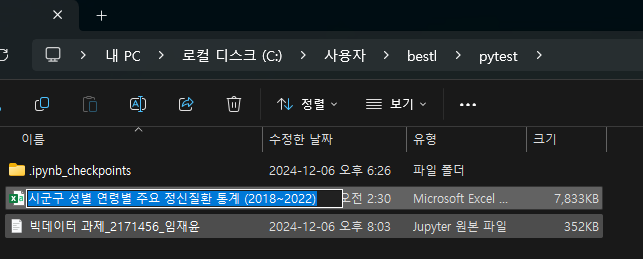 내 PC > 로컬 디스크 (C:) > 사용자 > bestl > pytest >
정렬 보기 ...
이름 수정한 날짜 유형 크기
.ipynb_checkpoints 2024-12-06 오후 6:26 파일 폴더
시군구 성별 연령별 주요 정신질환 통계 (2018~2022) 오전 2:30 Microsoft Excel ... 7,833KB
빅데이터 과제_2171456_임재윤 2024-12-06 오후 8:03 Jupyter 원본 파일 352KB